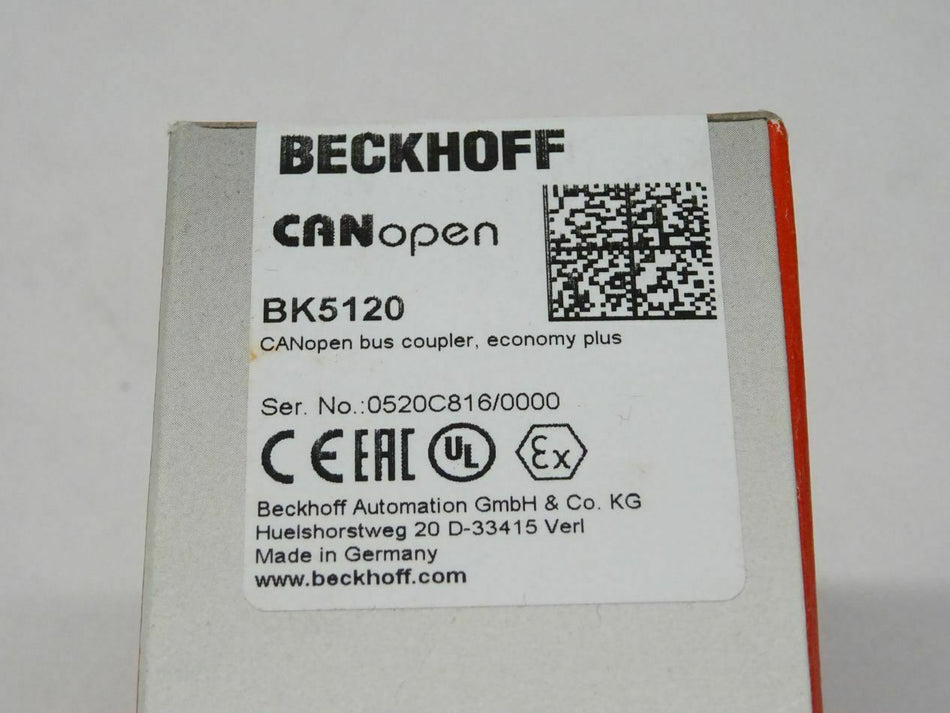 BECKHOFF
CANopen
BK5120
CANopen bus coupler, economy plus
Ser. No.:0520C816/0000
CE EAC UL Ex
Beckhoff Automation GmbH & Co. KG
Huelshorstweg 20 D-33415 Verl
Made in Germany
www.beckhoff.com